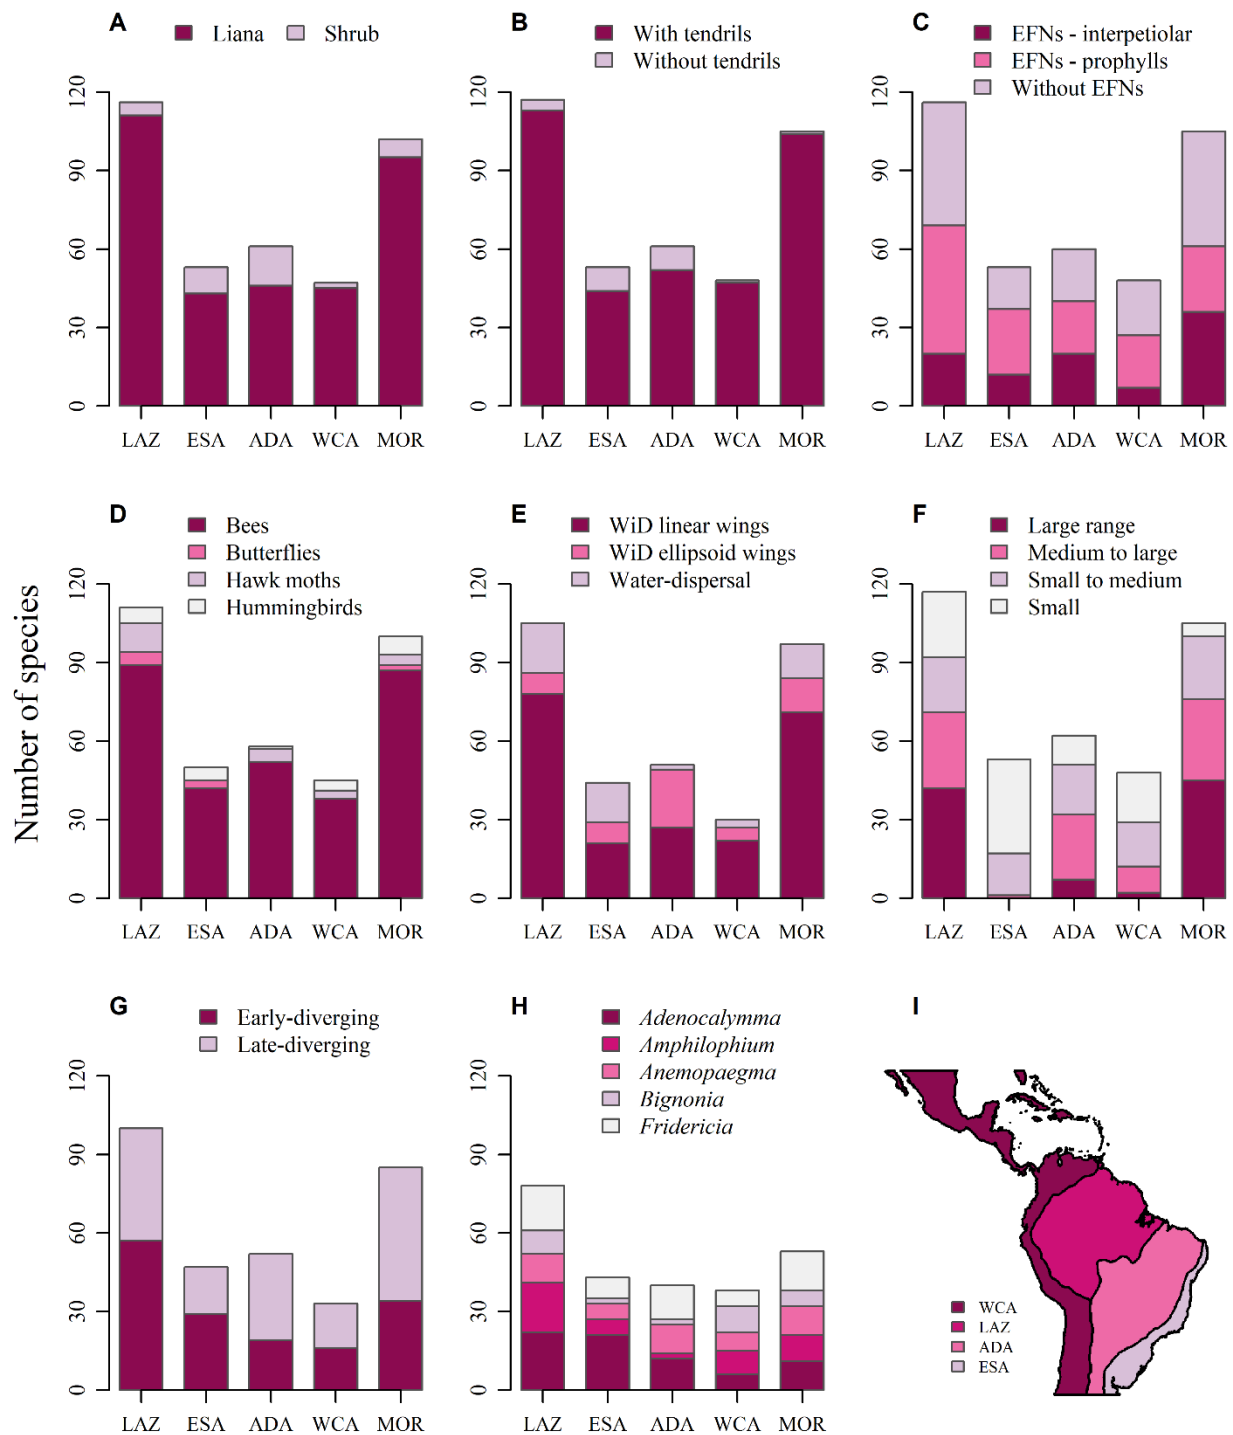 A
Liana
Shrub
120
90
60
30
0
LAZ ESA ADA WCA MOR
B
With tendrils
Without tendrils
120
90
60
30
0
LAZ ESA ADA WCA MOR
C
EFNs - interpetiolar
EFNs - prophylls
Without EFNs
120
90
60
30
0
LAZ ESA ADA WCA MOR
Number of species
D
Bees
Butterflies
Hawk moths
Hummingbirds
120
90
60
30
0
LAZ ESA ADA WCA MOR
E
WiD linear wings
WiD ellipsoid wings
Water-dispersal
120
90
60
30
0
LAZ ESA ADA WCA MOR
F
Large range
Medium to large
Small to medium
Small
120
90
60
30
0
LAZ ESA ADA WCA MOR
G
Early-diverging
Late-diverging
120
90
60
30
0
LAZ ESA ADA WCA MOR
H
Adenocalymma
Amphilophium
Anemopaegma
Bignonia
Fridericia
120
90
60
30
0
LAZ ESA ADA WCA MOR
I
WCA
LAZ
ADA
ESA